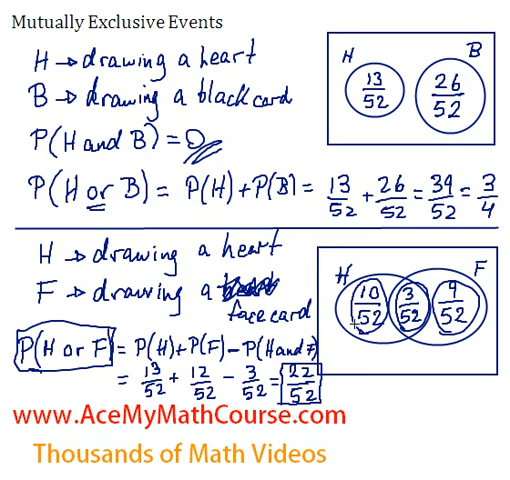 Mutually Exclusive Events
H → drawing a heart
B → drawing a black card
P(H and B) = 0
P(H or B) = P(H) + P(B) = 13/52 + 26/52 = 39/52 = 3/4
H B
13/52 26/52
H → drawing a heart
F → drawing a
face card
P(H or F) = P(H) + P(F) - P(H and F)
= 13/52 + 12/52 - 3/52 = 22/52
H F
10/52 3/52 9/52
www.AceMyMathCourse.com
Thousands of Math Videos